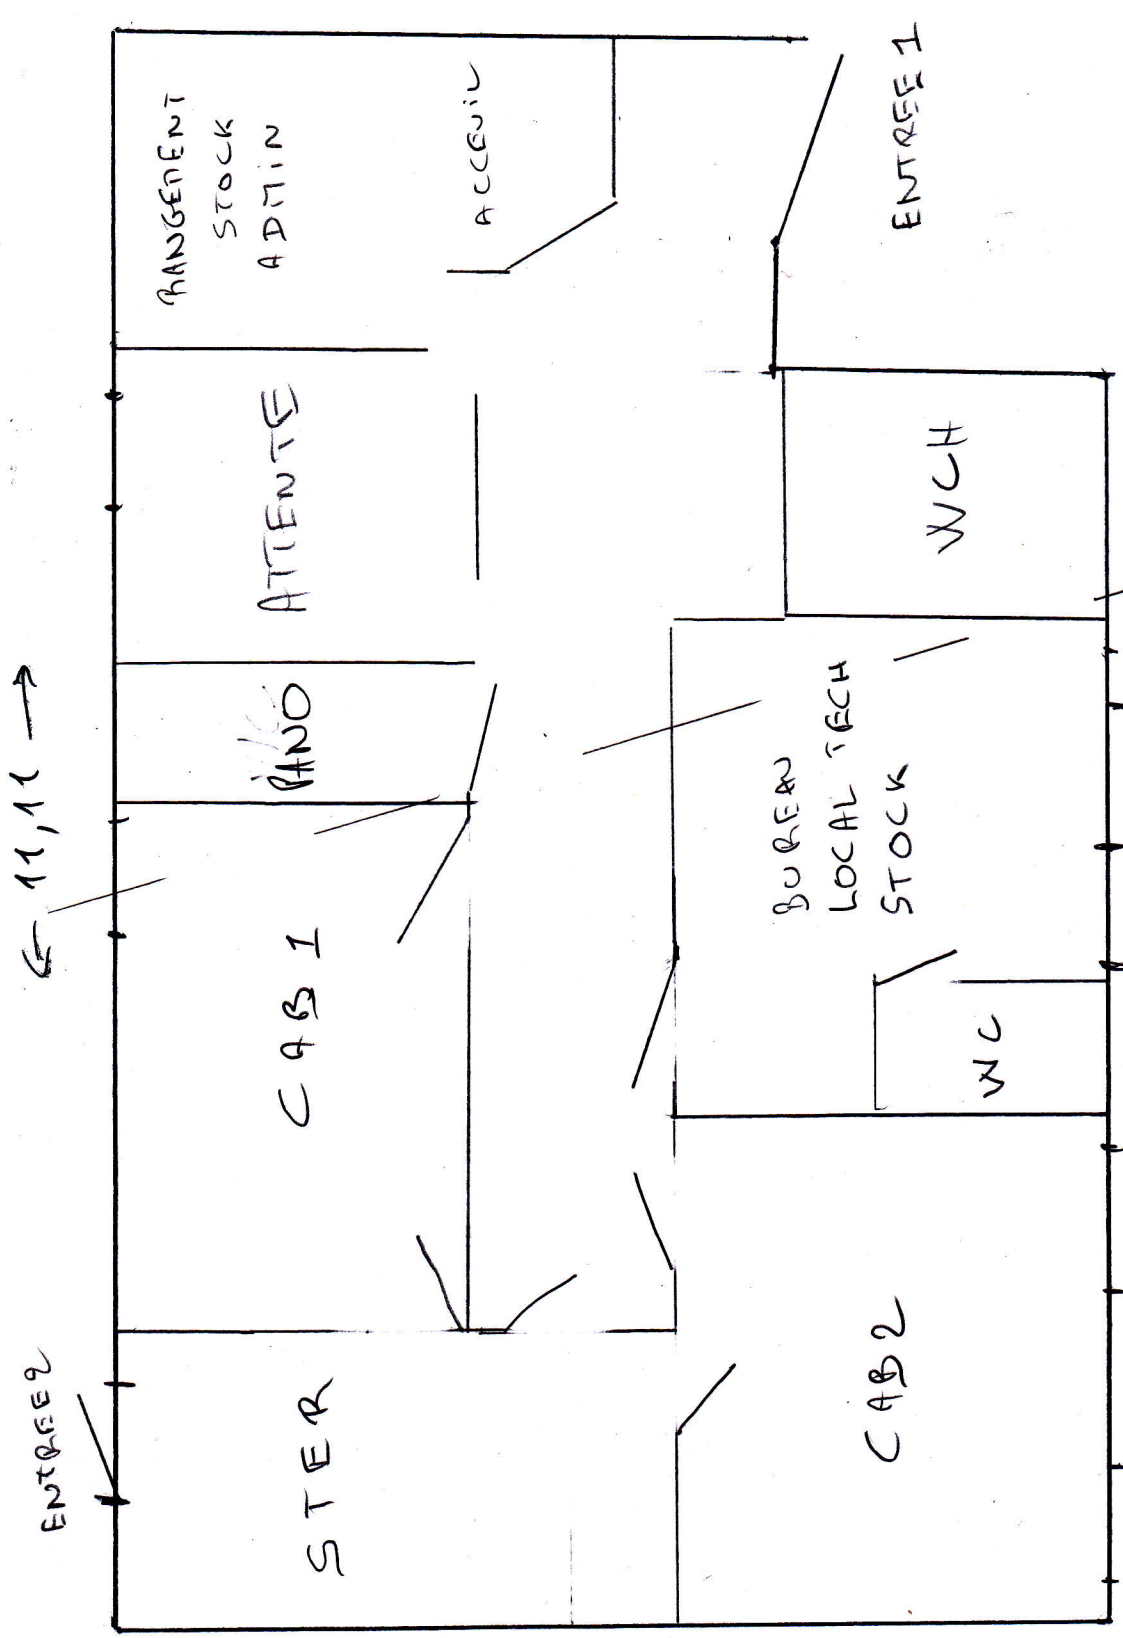 ENTREE2
← 11,11 →
STER
CAB 1
PANO
ATTENTE
RANGEMENT
STOCK
ADMiN
ACCEUiL
CAB2
BUREAU
LOCAL TECH
STOCK
WC
WCH
ENTREE 1